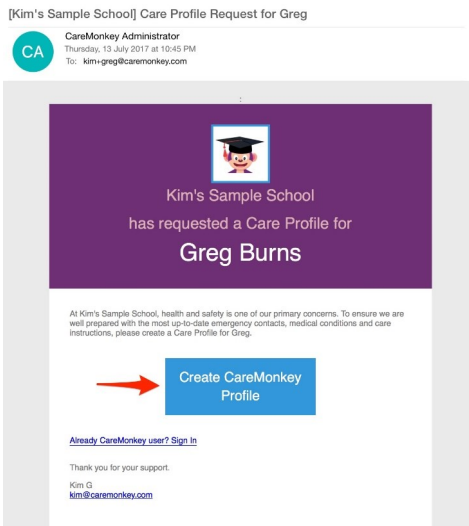 [Kim's Sample School] Care Profile Request for Greg
CA
CareMonkey Administrator
Thursday, 13 July 2017 at 10:45 PM
To: kim+greg@caremonkey.com
:
Kim's Sample School
has requested a Care Profile for
Greg Burns
At Kim's Sample School, health and safety is one of our primary concerns. To ensure we are
well prepared with the most up-to-date emergency contacts, medical conditions and care
instructions, please create a Care Profile for Greg.
Create CareMonkey
Profile
Already CareMonkey user? Sign In
Thank you for your support.
Kim G
kim@caremonkey.com